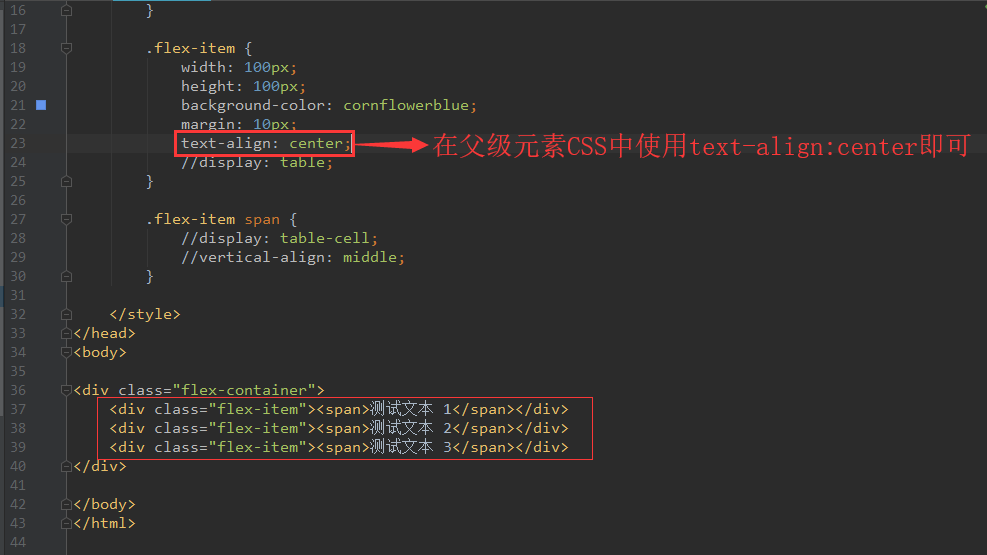 16 }
17
18 .flex-item {
19 width: 100px;
20 height: 100px;
21 background-color: cornflowerblue;
22 margin: 10px;
23 text-align: center; 在父级元素CSS中使用text-align:center即可
24 //display: table;
25 }
26
27 .flex-item span {
28 //display: table-cell;
29 //vertical-align: middle;
30 }
31
32 </style>
33 </head>
34 <body>
35
36 <div class="flex-container">
37 <div class="flex-item"><span>测试文本 1</span></div>
38 <div class="flex-item"><span>测试文本 2</span></div>
39 <div class="flex-item"><span>测试文本 3</span></div>
40 </div>
41
42 </body>
43 </html>
44